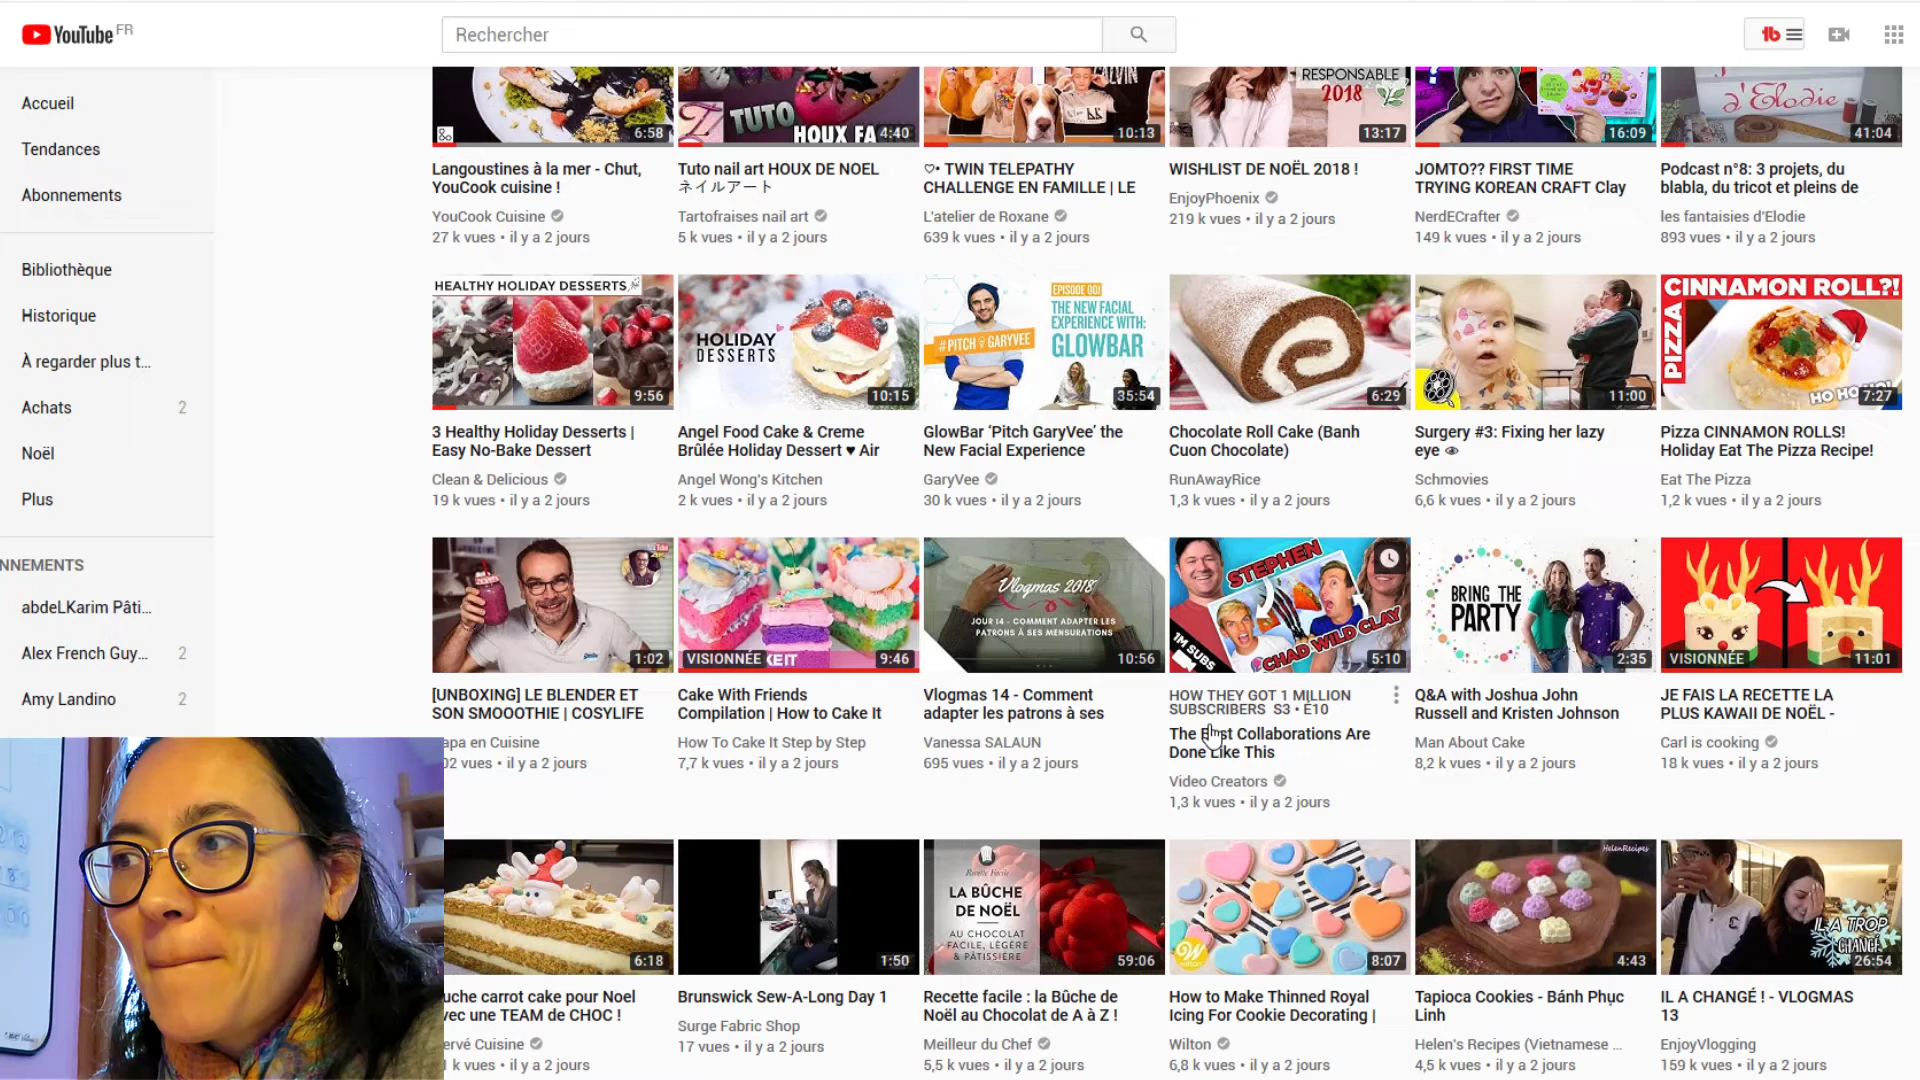 YouTube FR
Rechercher
Accueil
Tendances
Abonnements
Bibliothèque
Historique
À regarder plus t...
Achats 2
Noël
Plus
NNEMENTS
abdeLKarim Pâti...
Alex French Guy... 2
Amy Landino 2
6:58
Langoustines à la mer - Chut,
YouCook cuisine !
YouCook Cuisine
27 k vues • il y a 2 jours
TUTO
HOUX FA
4:40
Tuto nail art HOUX DE NOEL
ネイルアート
Tartofraises nail art
5 k vues • il y a 2 jours
10:13
♡• TWIN TELEPATHY
CHALLENGE EN FAMILLE | LE
L'atelier de Roxane
639 k vues • il y a 2 jours
RESPONSABLE
2018
13:17
WISHLIST DE NOËL 2018 !
EnjoyPhoenix
219 k vues • il y a 2 jours
16:09
JOMTO?? FIRST TIME
TRYING KOREAN CRAFT Clay
NerdECrafter
149 k vues • il y a 2 jours
d'Elodie
41:04
Podcast n°8: 3 projets, du
blabla, du tricot et pleins de
les fantaisies d'Elodie
893 vues • il y a 2 jours
HEALTHY HOLIDAY DESSERTS
9:56
3 Healthy Holiday Desserts |
Easy No-Bake Dessert
Clean & Delicious
19 k vues • il y a 2 jours
HOLIDAY
DESSERTS
10:15
Angel Food Cake & Creme
Brûlée Holiday Dessert ♥ Air
Angel Wong's Kitchen
2 k vues • il y a 2 jours
EPISODE 001
THE NEW FACIAL
EXPERIENCE WITH:
GLOWBAR
#PITCH GARYVEE
35:54
GlowBar ‘Pitch GaryVee’ the
New Facial Experience
GaryVee
30 k vues • il y a 2 jours
6:29
Chocolate Roll Cake (Banh
Cuon Chocolate)
RunAwayRice
1,3 k vues • il y a 2 jours
11:00
Surgery #3: Fixing her lazy
eye 👁
Schmovies
6,6 k vues • il y a 2 jours
CINNAMON ROLL?!
PIZZA
HO HO HO!
7:27
Pizza CINNAMON ROLLS!
Holiday Eat The Pizza Recipe!
Eat The Pizza
1,2 k vues • il y a 2 jours
1:02
[UNBOXING] LE BLENDER ET
SON SMOOOTHIE | COSYLIFE
apa en Cuisine
02 vues • il y a 2 jours
VISIONNÉE
KE IT
9:46
Cake With Friends
Compilation | How to Cake It
How To Cake It Step by Step
7,7 k vues • il y a 2 jours
Vlogmas 2018
JOUR 14 - COMMENT ADAPTER LES
PATRONS À SES MENSURATIONS
10:56
Vlogmas 14 - Comment
adapter les patrons à ses
Vanessa SALAUN
695 vues • il y a 2 jours
STEPHEN
CHAD WILD CLAY
1M SUBS
5:10
HOW THEY GOT 1 MILLION
SUBSCRIBERS S3 • E10
The Best Collaborations Are
Done Like This
Video Creators
1,3 k vues • il y a 2 jours
BRING THE
PARTY
2:35
Q&A with Joshua John
Russell and Kristen Johnson
Man About Cake
8,2 k vues • il y a 2 jours
VISIONNÉE
11:01
JE FAIS LA RECETTE LA
PLUS KAWAII DE NOËL -
Carl is cooking
18 k vues • il y a 2 jours
6:18
uche carrot cake pour Noel
vec une TEAM de CHOC !
ervé Cuisine
1 k vues • il y a 2 jours
1:50
Brunswick Sew-A-Long Day 1
Surge Fabric Shop
17 vues • il y a 2 jours
Recette Facile
LA BÛCHE
DE NOËL
AU CHOCOLAT
FACILE, LÉGÈRE
& PÂTISSIÈRE
59:06
Recette facile : la Bûche de
Noël au Chocolat de A à Z !
Meilleur du Chef
5,5 k vues • il y a 2 jours
8:07
How to Make Thinned Royal
Icing For Cookie Decorating |
Wilton
6,8 k vues • il y a 2 jours
HelenRecipes
4:43
Tapioca Cookies - Bánh Phục
Linh
Helen's Recipes (Vietnamese ...
4,5 k vues • il y a 2 jours
IL A TROP
CHANGÉ
26:54
IL A CHANGÉ ! - VLOGMAS
13
EnjoyVlogging
159 k vues • il y a 2 jours